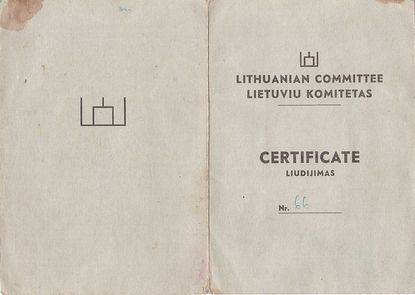 LITHUANIAN COMMITTEE
LIETUVIU KOMITETAS
CERTIFICATE
LIUDIJIMAS
Nr. 66